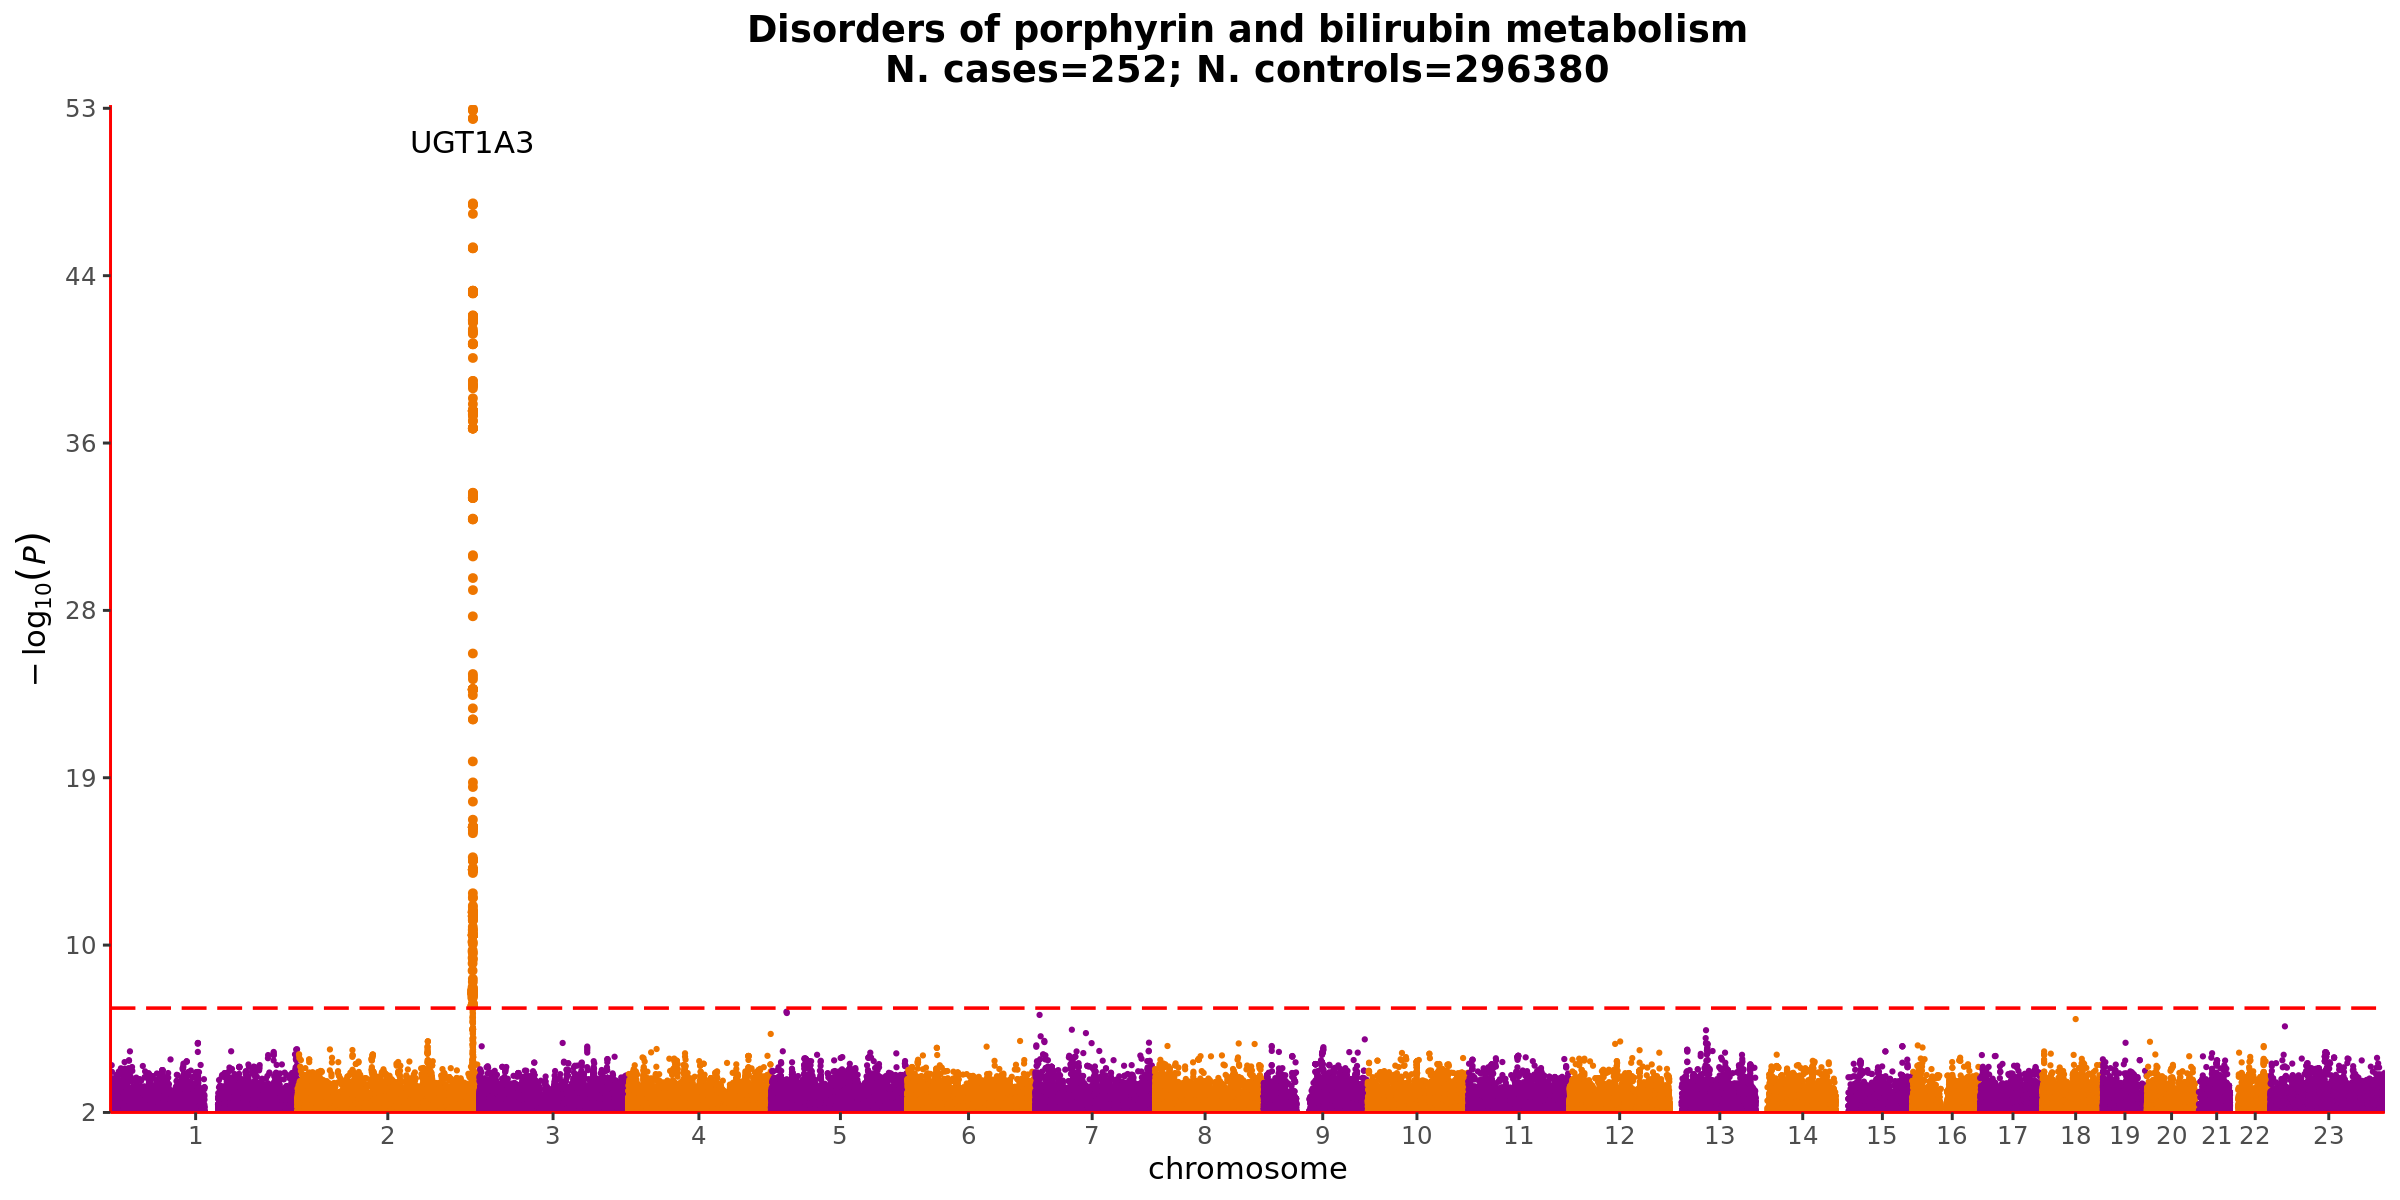 Disorders of porphyrin and bilirubin metabolism
N. cases=252; N. controls=296380
53
UGT1A3
44
36
28
19
10
2
−log10(P)
1 2 3 4 5 6 7 8 9 10 11 12 13 14 15 16 17 18 19 20 21 22 23
chromosome